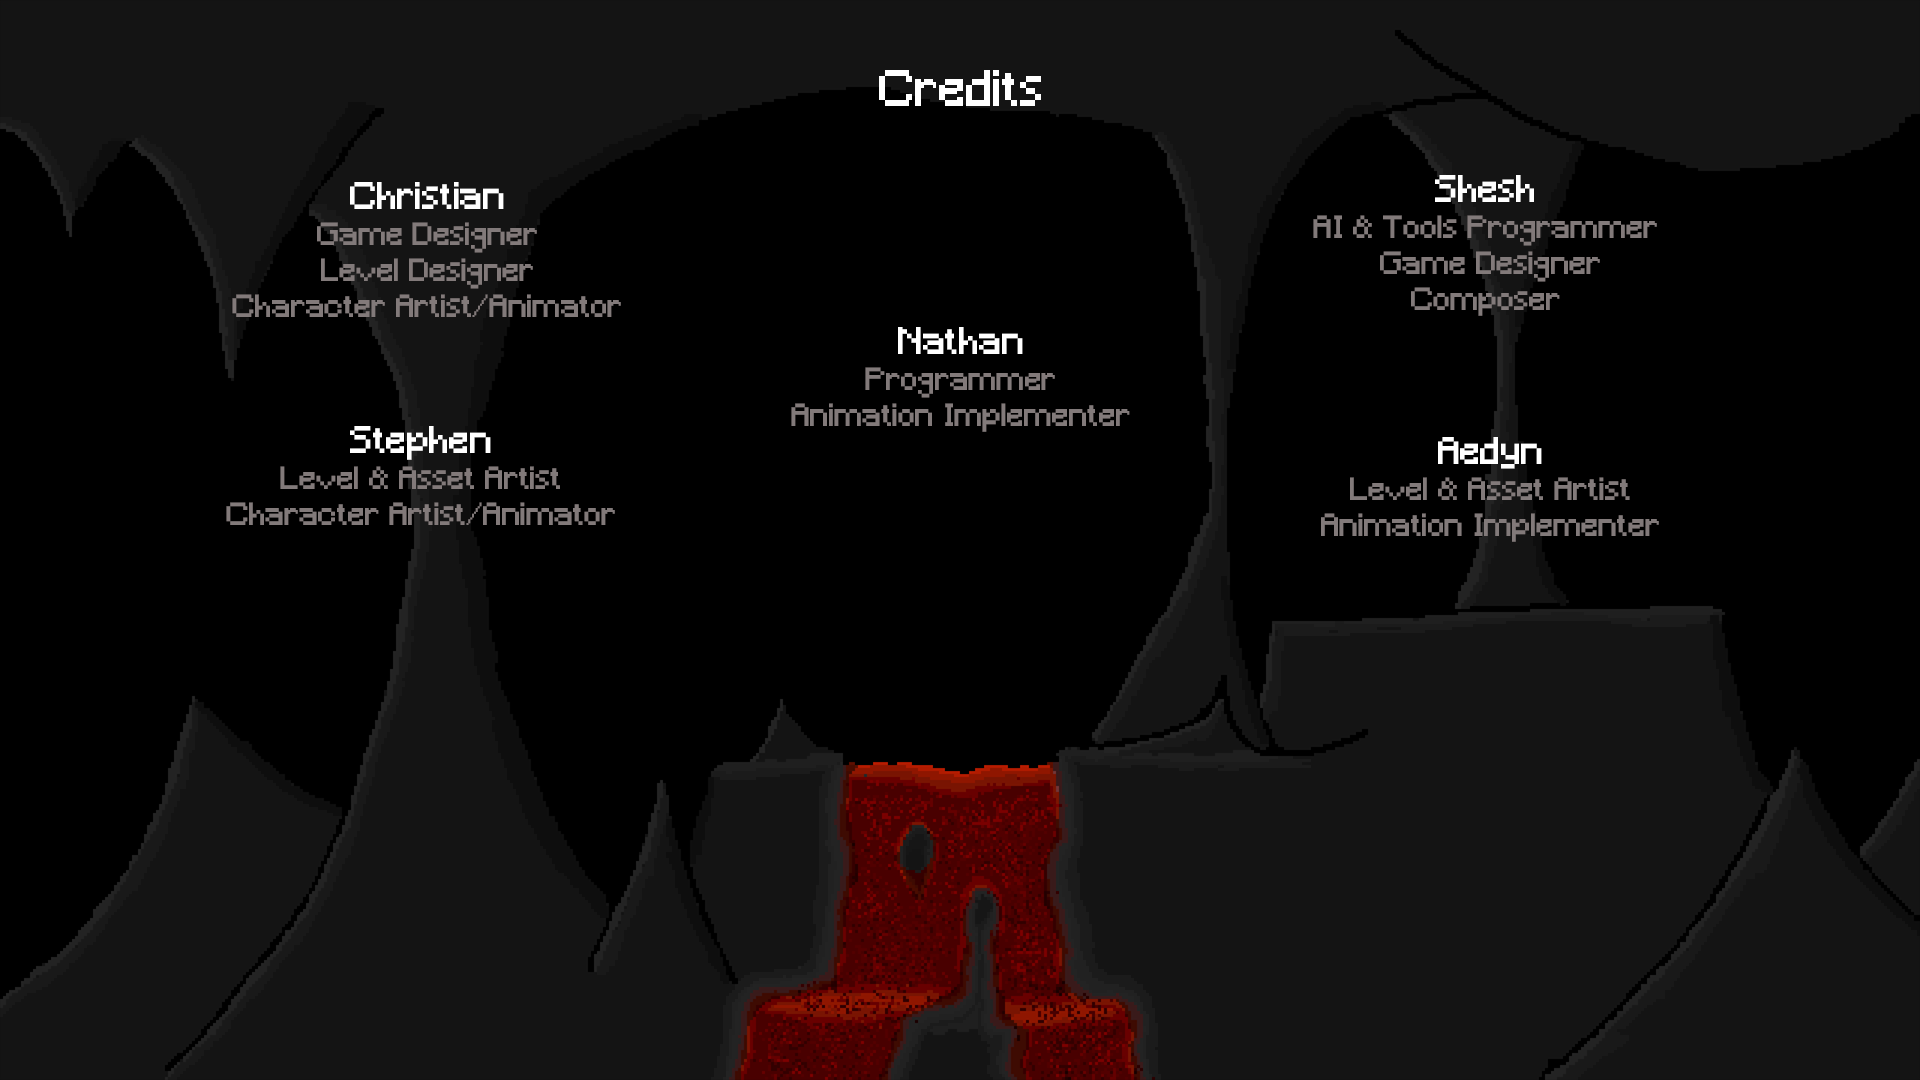 Credits
Christian
Game Designer
Level Designer
Character Artist/Animator
Stephen
Level & Asset Artist
Character Artist/Animator
Nathan
Programmer
Animation Implementer
Shesh
AI & Tools Programmer
Game Designer
Composer
Aedyn
Level & Asset Artist
Animation Implementer